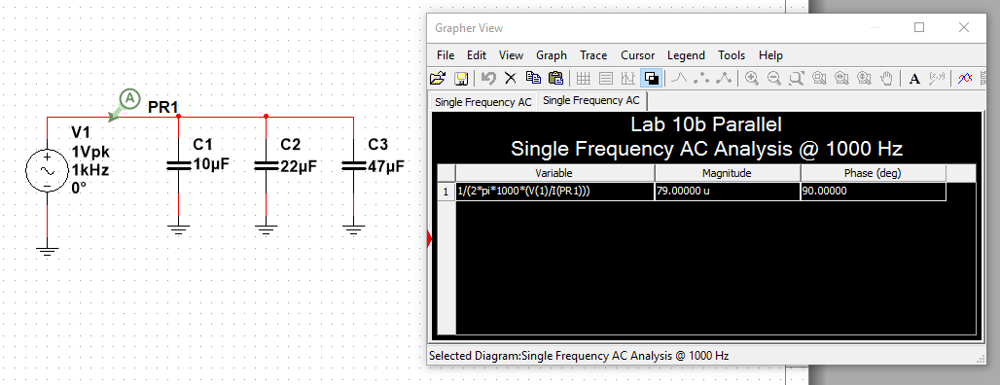 A
PR1
V1
1Vpk
1kHz
0°
C1
10µF
C2
22µF
C3
47µF
Grapher View
File Edit View Graph Trace Cursor Legend Tools Help
A
Single Frequency AC Single Frequency AC
Lab 10b Parallel
Single Frequency AC Analysis @ 1000 Hz
Variable Magnitude Phase (deg)
1 1/(2*pi*1000*(V(1)/I(PR1))) 79.00000 u 90.00000
Selected Diagram:Single Frequency AC Analysis @ 1000 Hz